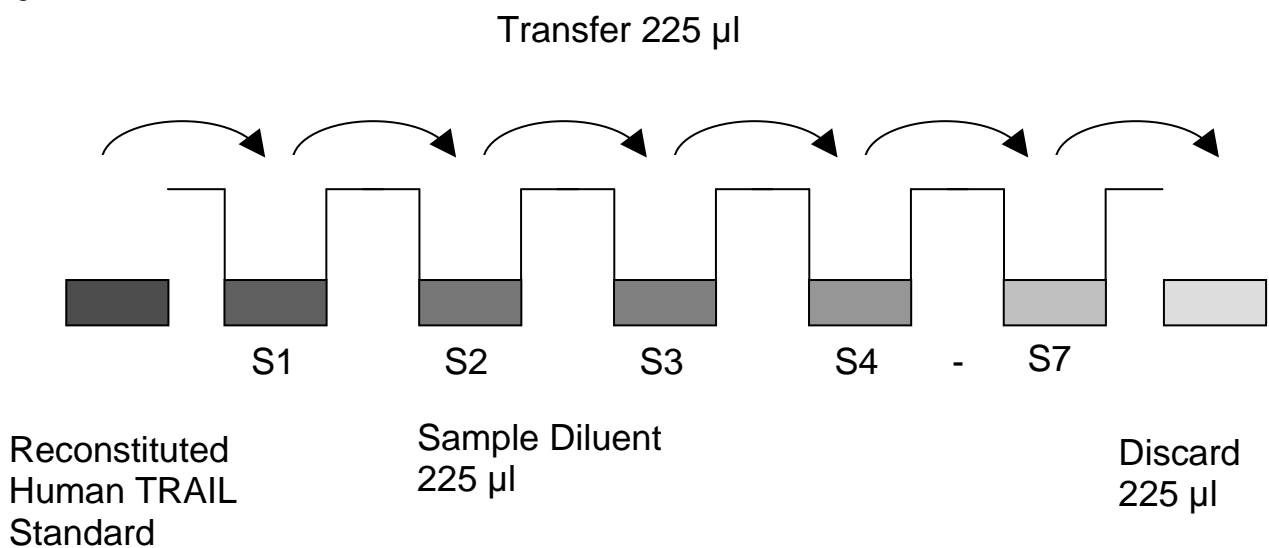 Transfer 225 µl
S1 S2 S3 S4 - S7
Reconstituted
Human TRAIL
Standard
Sample Diluent
225 µl
Discard
225 µl